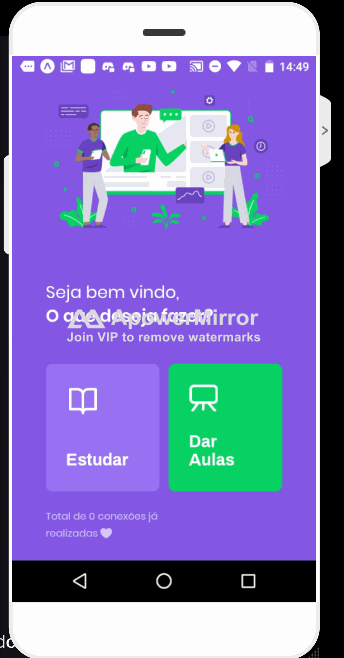 14:49
Seja bem vindo,
O que deseja fazer?
ApowerMirror
Join VIP to remove watermarks
Estudar
Dar
Aulas
Total de 0 conexões já
realizadas